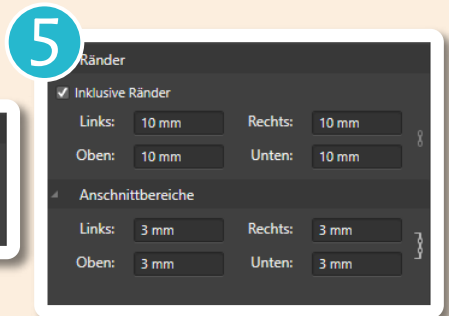 5
Ränder
Inklusive Ränder
Links: 10 mm Rechts: 10 mm
Oben: 10 mm Unten: 10 mm
Anschnittbereiche
Links: 3 mm Rechts: 3 mm
Oben: 3 mm Unten: 3 mm